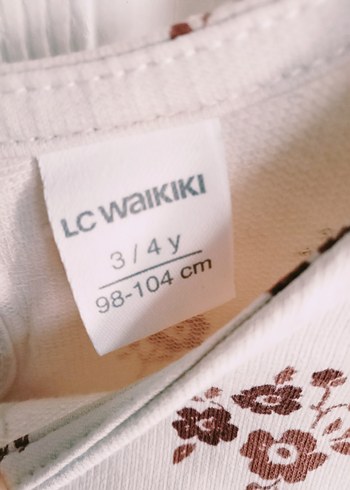 LC WAIKIKI
3 / 4 y
98-104 cm